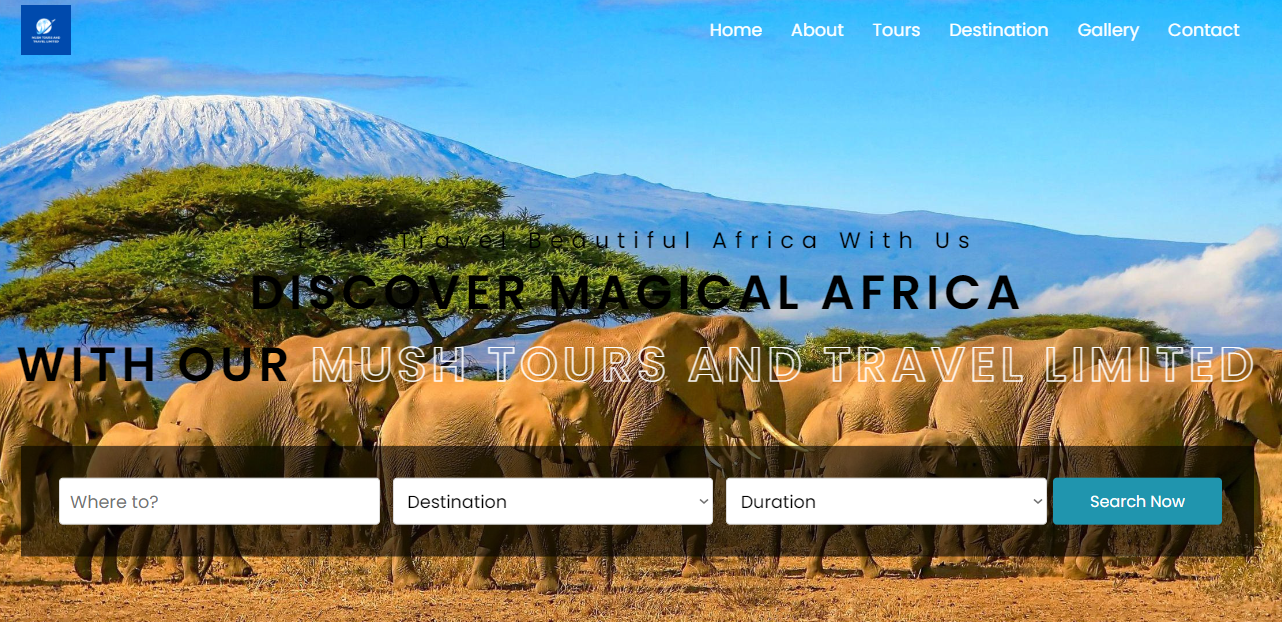 MUSH TOURS AND
TRAVEL LIMITED
Home About Tours Destination Gallery Contact
Let's Travel Beautiful Africa With Us
DISCOVER MAGICAL AFRICA
WITH OUR MUSH TOURS AND TRAVEL LIMITED
Where to? Destination Duration Search Now